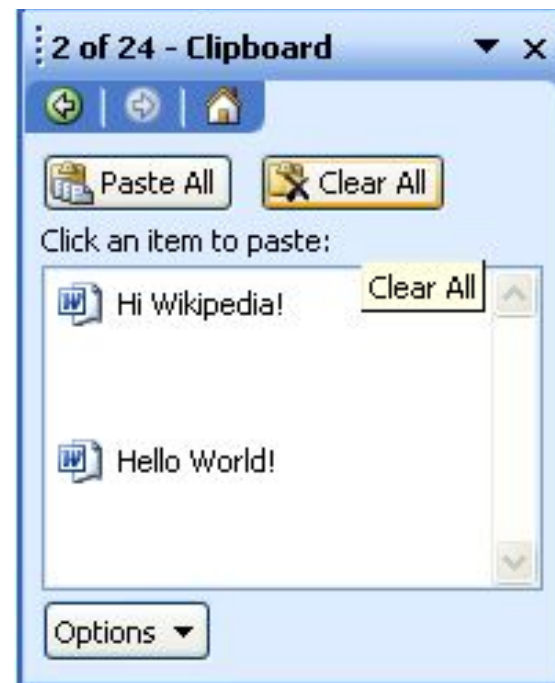 2 of 24 - Clipboard
Paste All Clear All
Click an item to paste:
Clear All
Hi Wikipedia!
Hello World!
Options